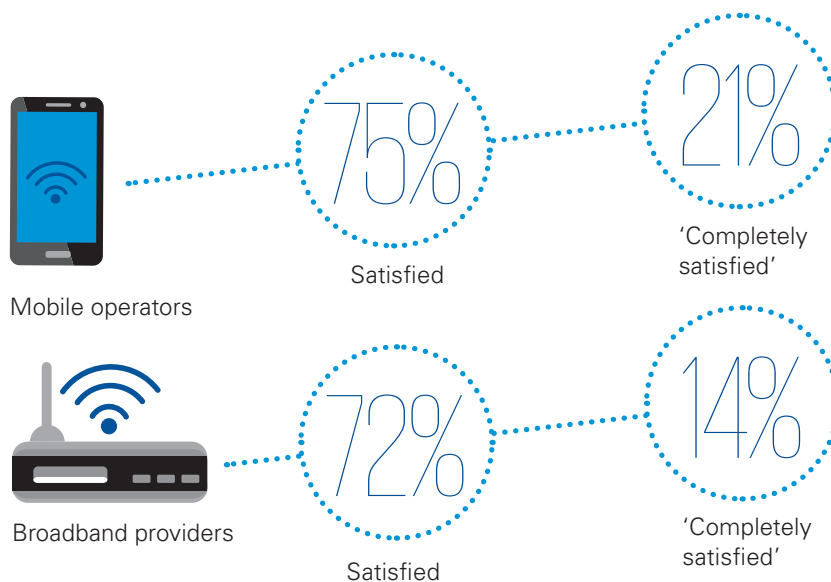 75%
21%
Satisfied
'Completely
satisfied'
Mobile operators
72%
14%
Broadband providers
Satisfied
'Completely
satisfied'